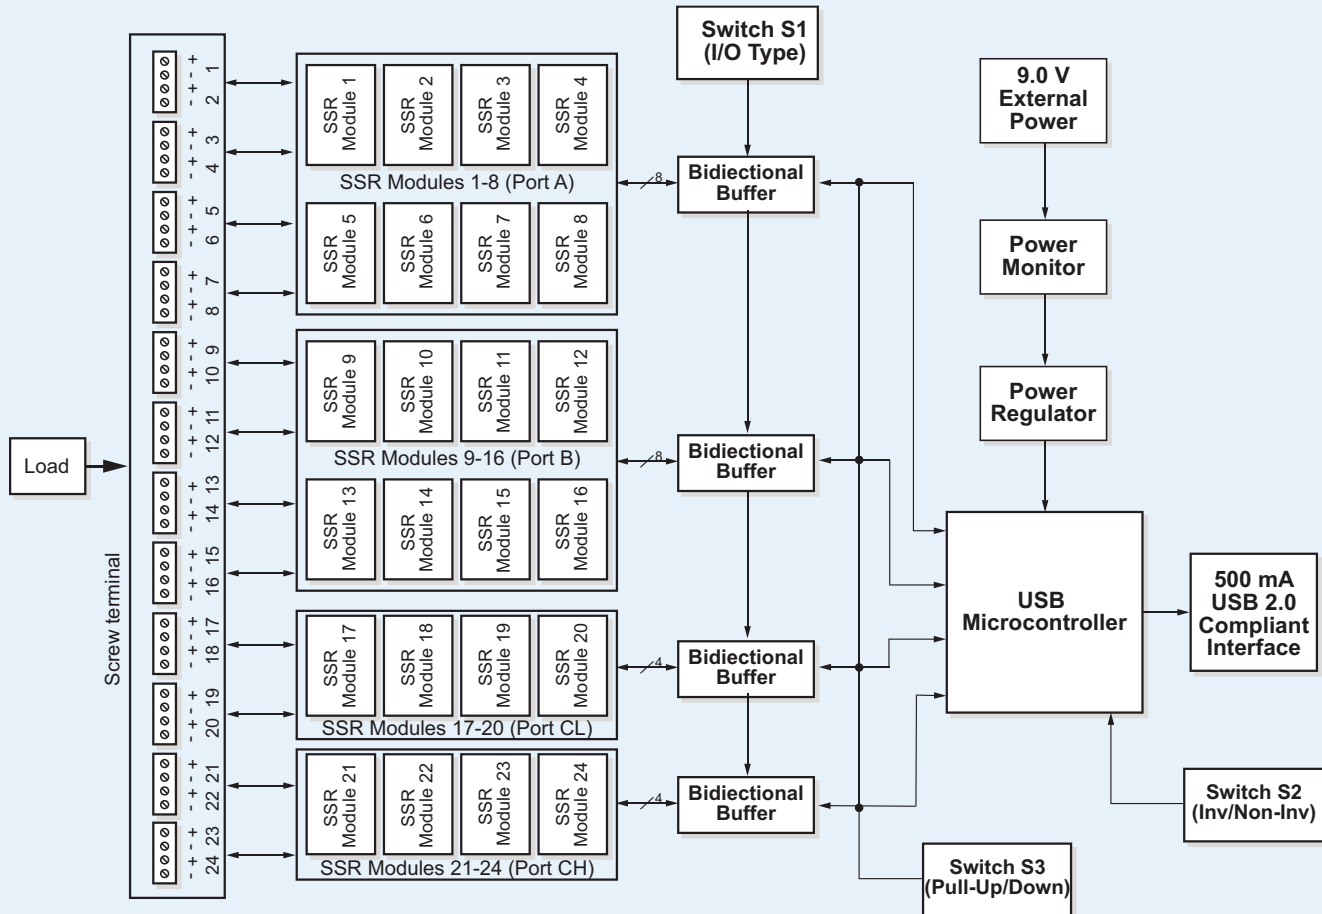 Switch S1
(I/O Type)
9.0 V
External
Power
Power
Monitor
Power
Regulator
USB
Microcontroller
500 mA
USB 2.0
Compliant
Interface
Switch S2
(Inv/Non-Inv)
Switch S3
(Pull-Up/Down)
Bidiectional
Buffer
8
Bidiectional
Buffer
8
Bidiectional
Buffer
4
Bidiectional
Buffer
4
SSR
Module 1
SSR
Module 2
SSR
Module 3
SSR
Module 4
SSR Modules 1-8 (Port A)
SSR
Module 5
SSR
Module 6
SSR
Module 7
SSR
Module 8
SSR
Module 9
SSR
Module 10
SSR
Module 11
SSR
Module 12
SSR Modules 9-16 (Port B)
SSR
Module 13
SSR
Module 14
SSR
Module 15
SSR
Module 16
SSR
Module 17
SSR
Module 18
SSR
Module 19
SSR
Module 20
SSR Modules 17-20 (Port CL)
SSR
Module 21
SSR
Module 22
SSR
Module 23
SSR
Module 24
SSR Modules 21-24 (Port CH)
Load
Screw terminal
- + - +
2 1
- + - +
4 3
- + - +
6 5
- + - +
8 7
- + - +
10 9
- + - +
12 11
- + - +
14 13
- + - +
16 15
- + - +
18 17
- + - +
20 19
- + - +
22 21
- + - +
24 23